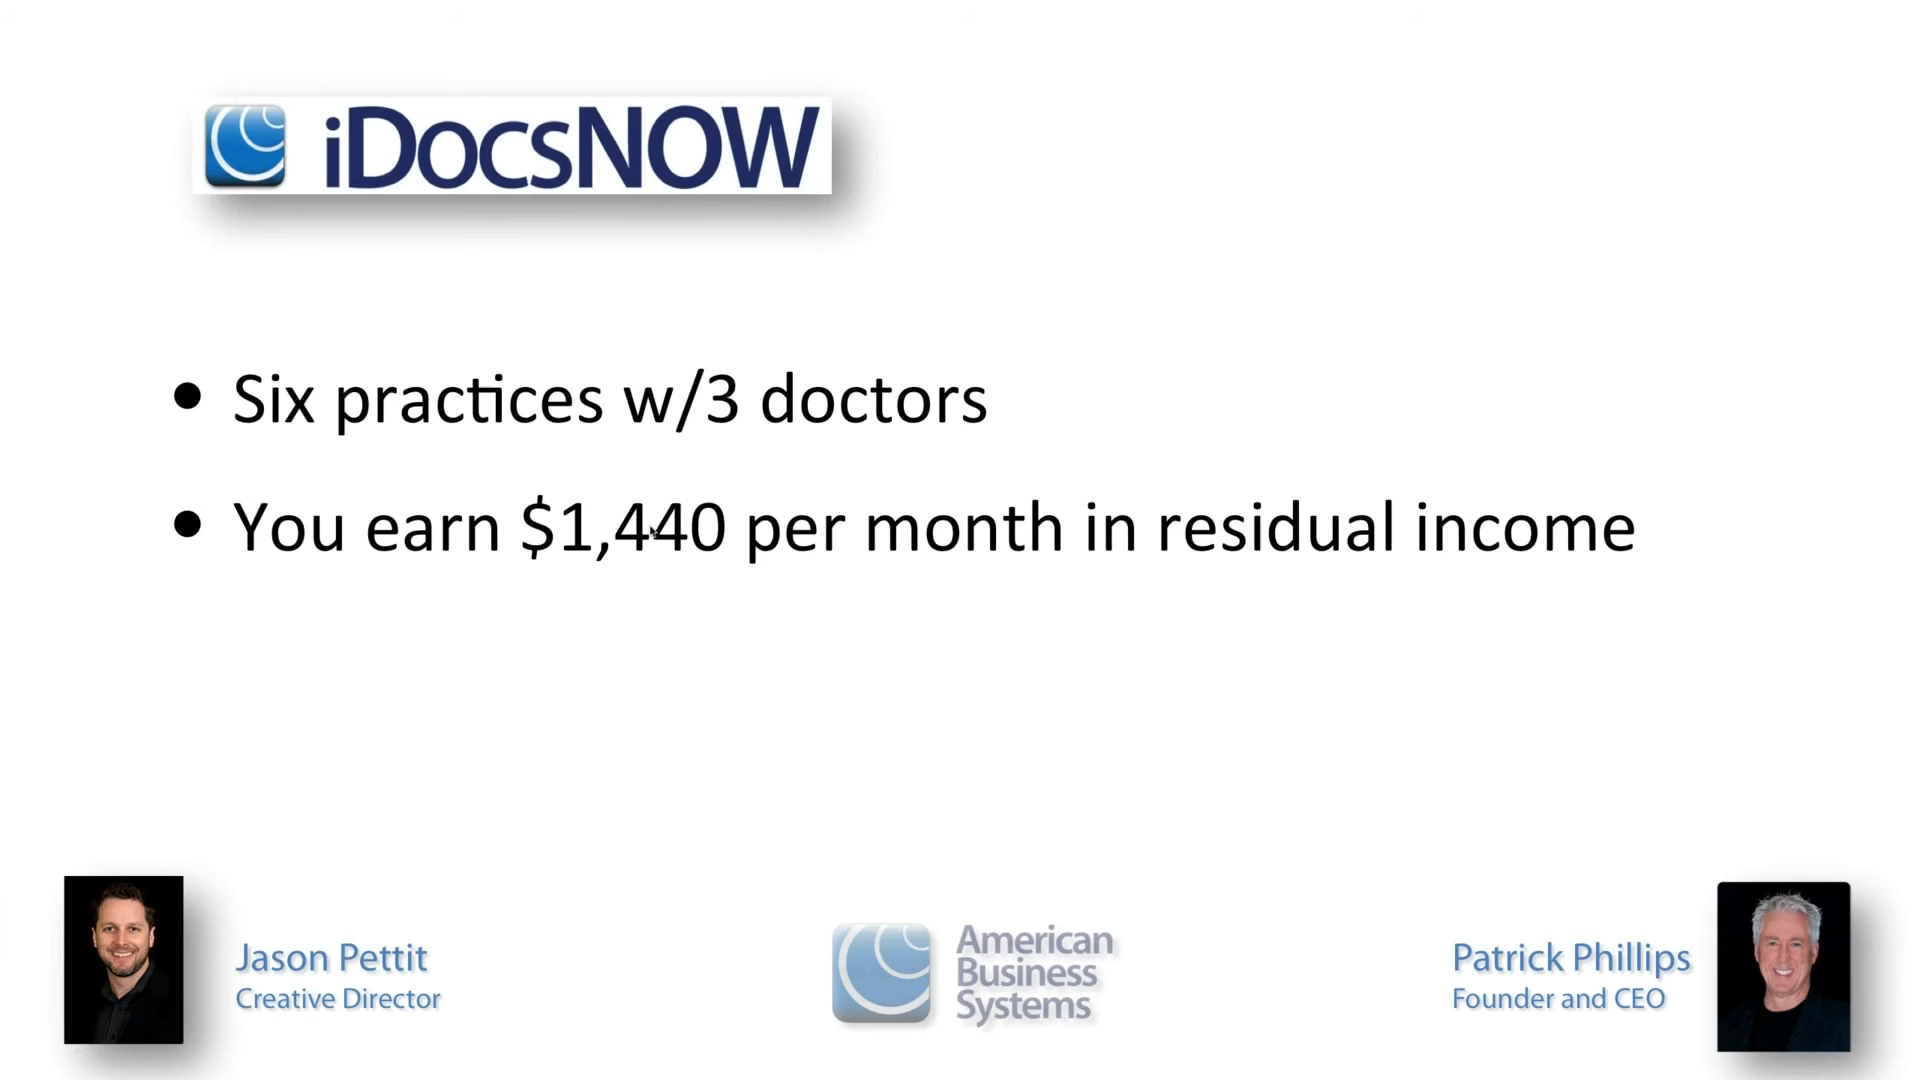 iDocsNOW
• Six practices w/3 doctors
• You earn $1,440 per month in residual income
Jason Pettit
Creative Director
American
Business
Systems
Patrick Phillips
Founder and CEO